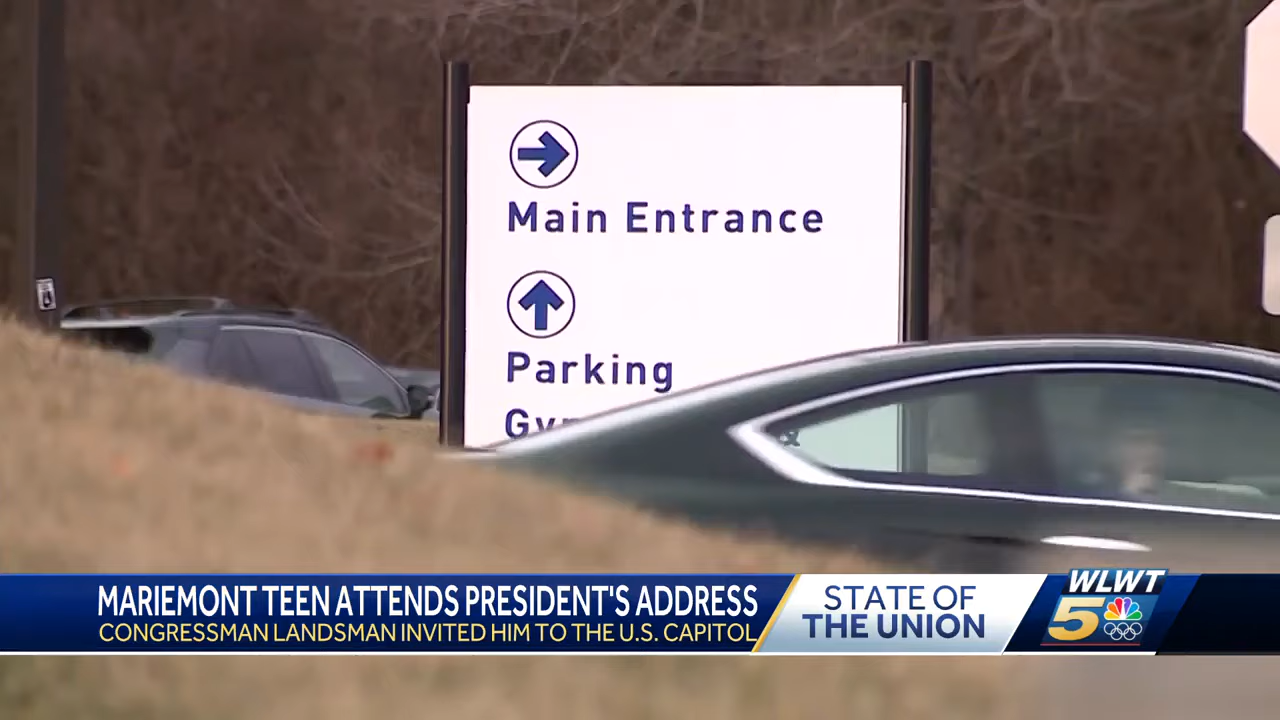 Main Entrance
Parking
MARIEMONT TEEN ATTENDS PRESIDENT'S ADDRESS
CONGRESSMAN LANDSMAN INVITED HIM TO THE U.S. CAPITOL
STATE OF
THE UNION
WLWT
5